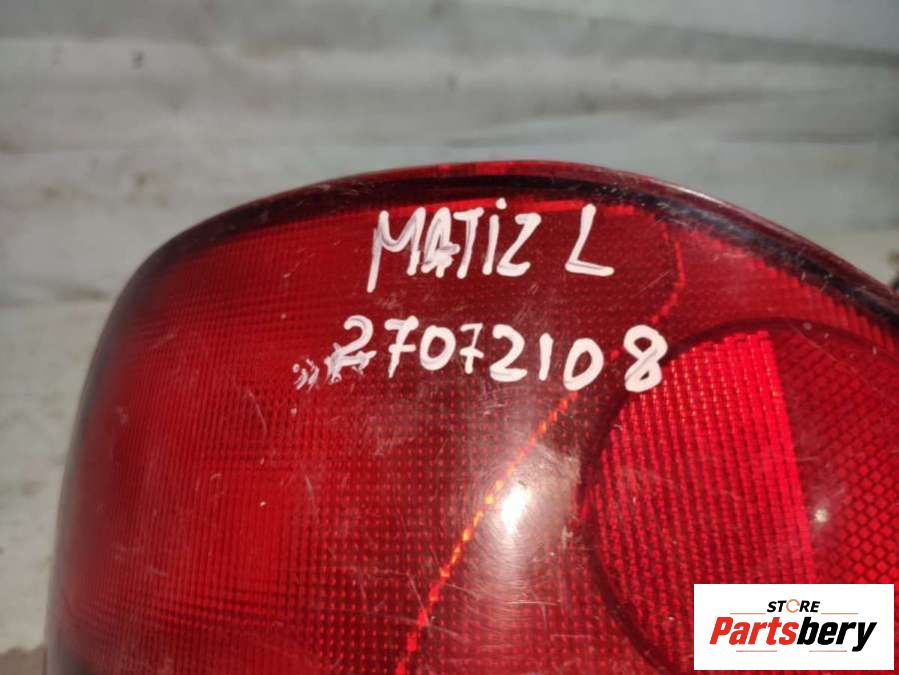 MATiZ L
27072108
STORE
Partsbery